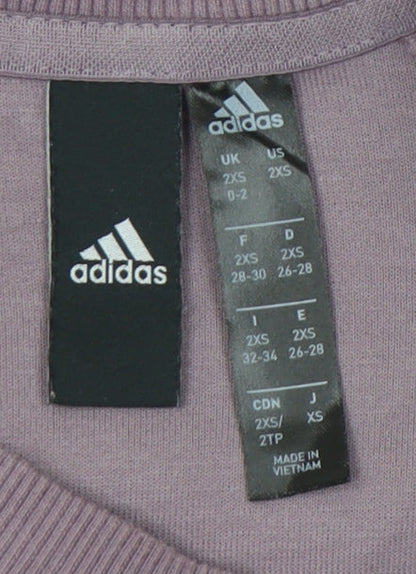 adidas
adidas
UK US
2XS 2XS
0-2
F D
2XS 2XS
28-30 26-28
I E
2XS 2XS
32-34 26-28
CDN J
2XS/ XS
2TP
MADE IN
VIETNAM